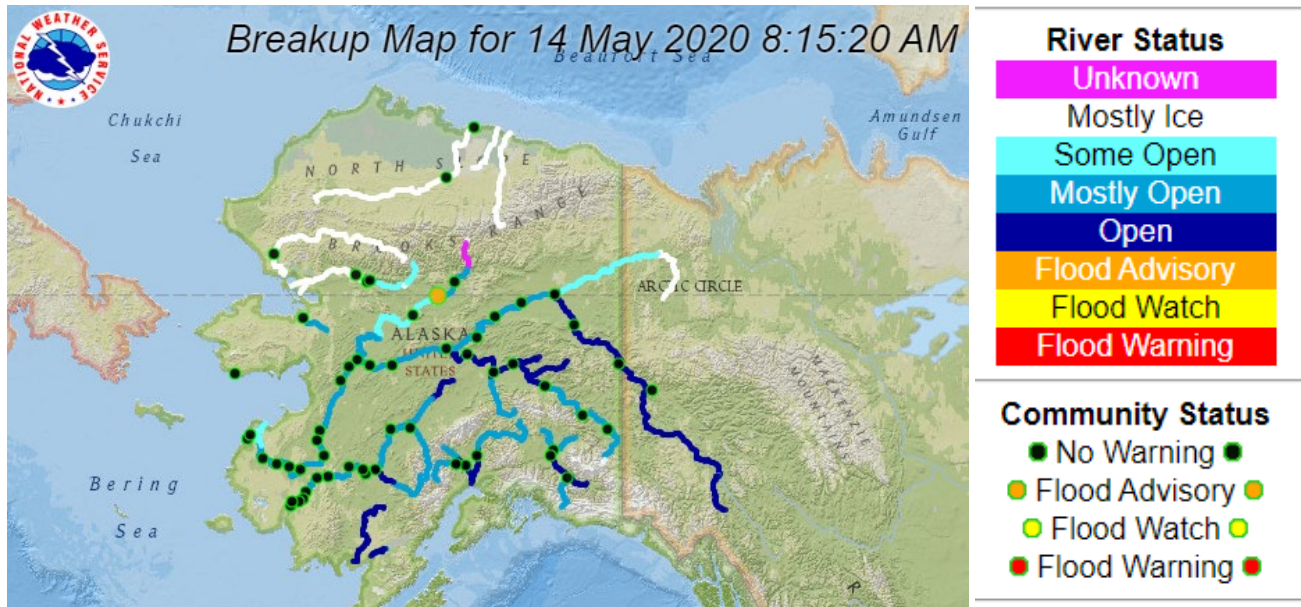 Breakup Map for 14 May 2020 8:15:20 AM
NATIONAL WEATHER SERVICE
Beaufort Sea
Chukchi
Sea
Amundsen
Gulf
NORTH SLOPE
BROOKS RANGE
ARCTIC CIRCLE
ALASKA
UNITED
STATES
MACKENZIE
MOUNTAINS
Bering
Sea
River Status
Unknown
Mostly Ice
Some Open
Mostly Open
Open
Flood Advisory
Flood Watch
Flood Warning
Community Status
No Warning
Flood Advisory
Flood Watch
Flood Warning